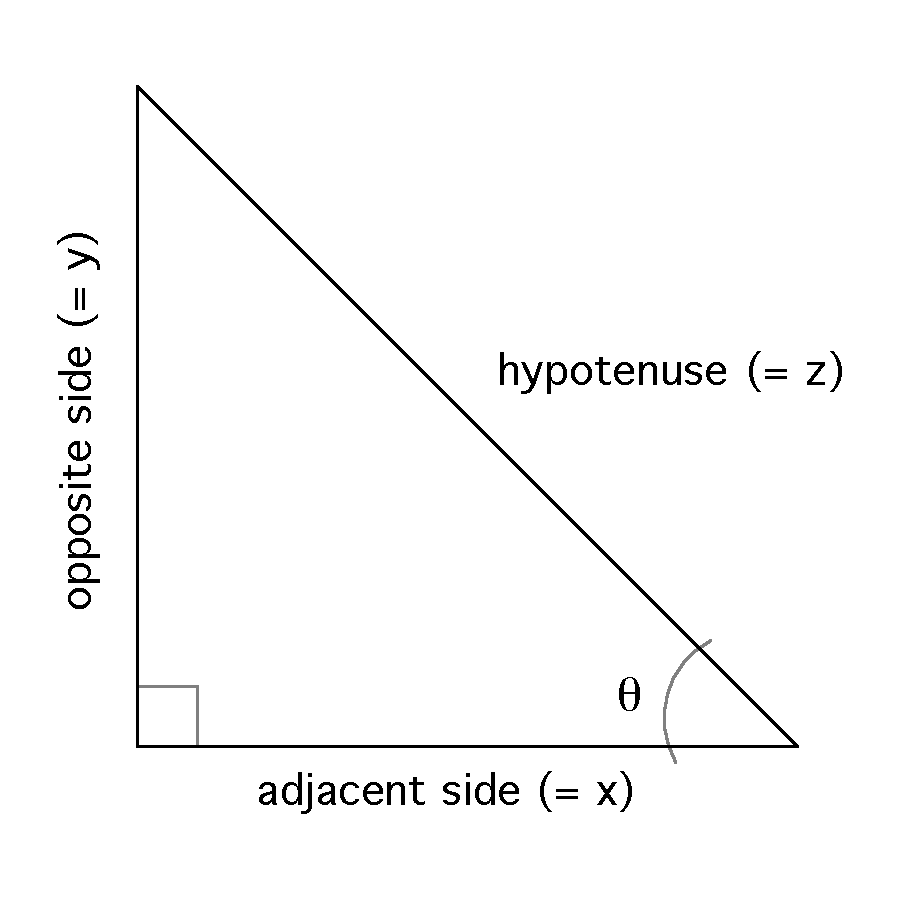 opposite side (= y)
hypotenuse (= z)
θ
adjacent side (= x)